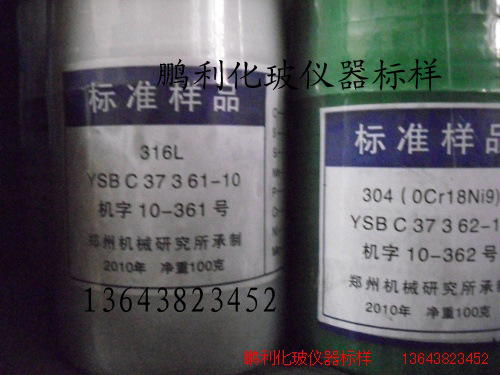 鹏利化玻仪器标样
标准样品
316L
YSB C 37 3 61-10
机字 10-361 号
郑州机械研究所承制
2010年 净重100克
标准样品
304 (0Cr18Ni9)
YSB C 37 3 62-1
机字 10-362 号
郑州机械研究所承制
2010年 净重100克
13643823452
鹏利化玻仪器标样 13643823452